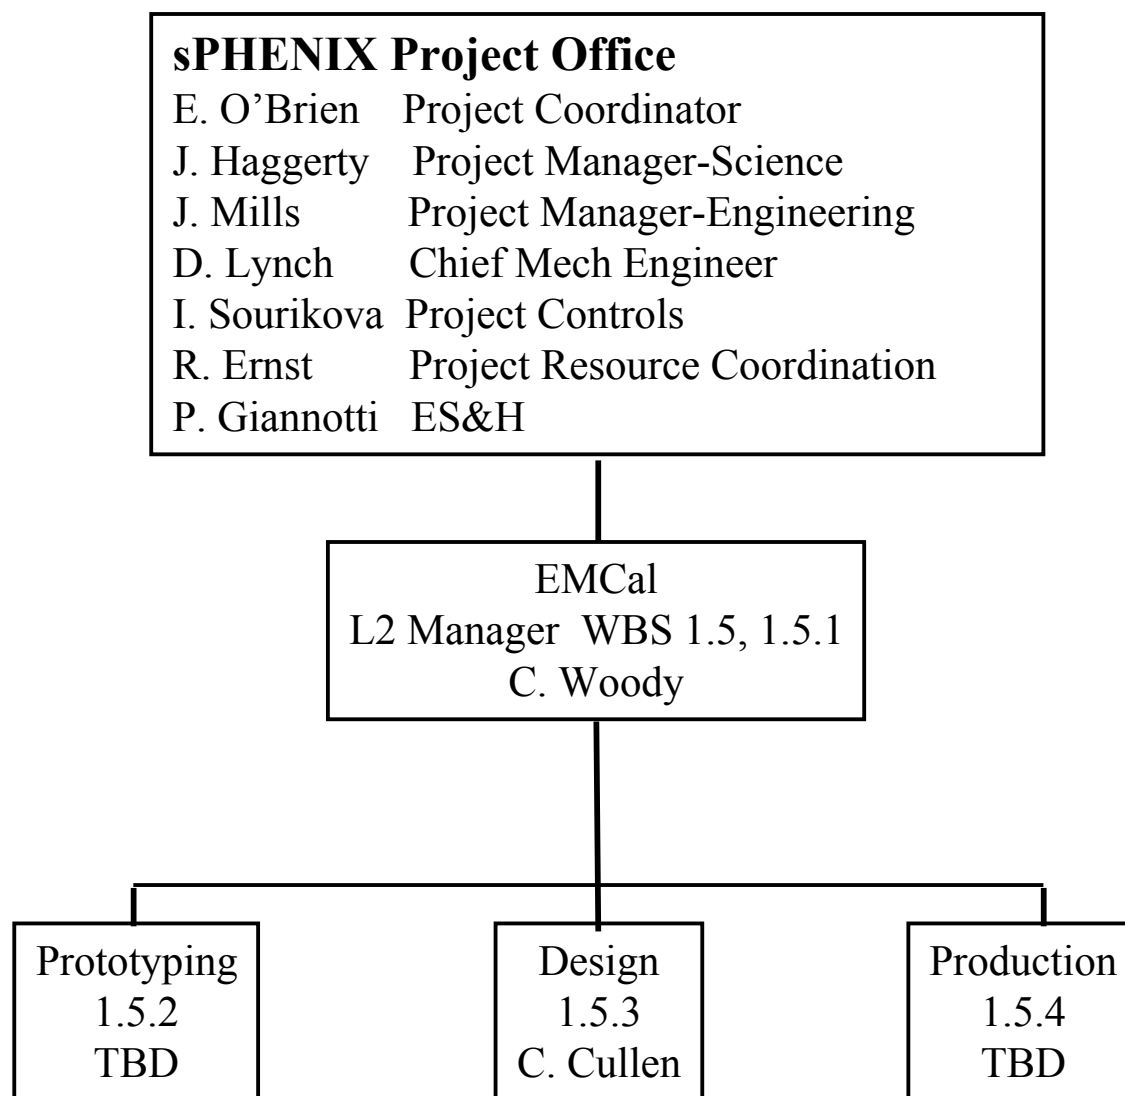 sPHENIX Project Office
E. O’Brien Project Coordinator
J. Haggerty Project Manager-Science
J. Mills Project Manager-Engineering
D. Lynch Chief Mech Engineer
I. Sourikova Project Controls
R. Ernst Project Resource Coordination
P. Giannotti ES&H
EMCal
L2 Manager WBS 1.5, 1.5.1
C. Woody
Prototyping
1.5.2
TBD
Design
1.5.3
C. Cullen
Production
1.5.4
TBD